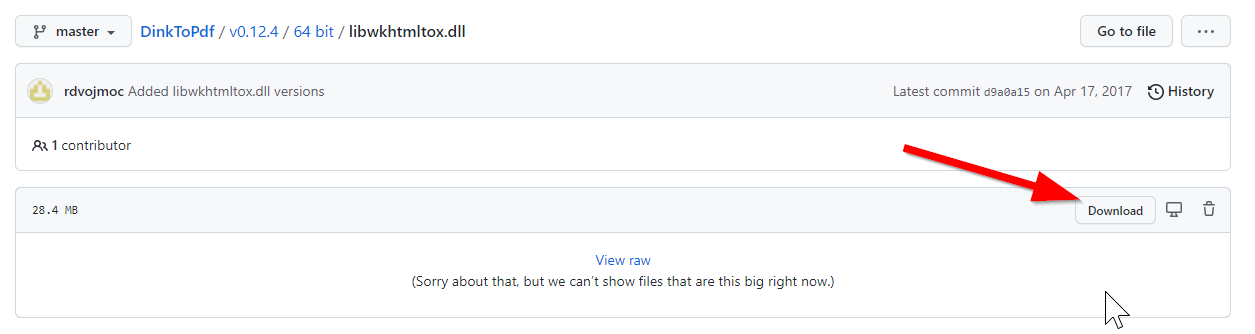 master DinkToPdf / v0.12.4 / 64 bit / libwkhtmltox.dll Go to file ...
rdvojmoc Added libwkhtmltox.dll versions Latest commit d9a0a15 on Apr 17, 2017 History
1 contributor
28.4 MB Download
View raw
(Sorry about that, but we can't show files that are this big right now.)